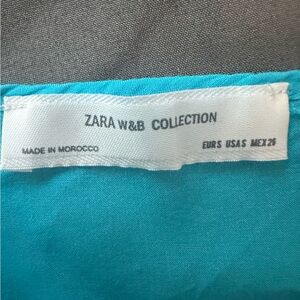 ZARA W&B COLLECTION
MADE IN MOROCCO EUR S USA S MEX 26